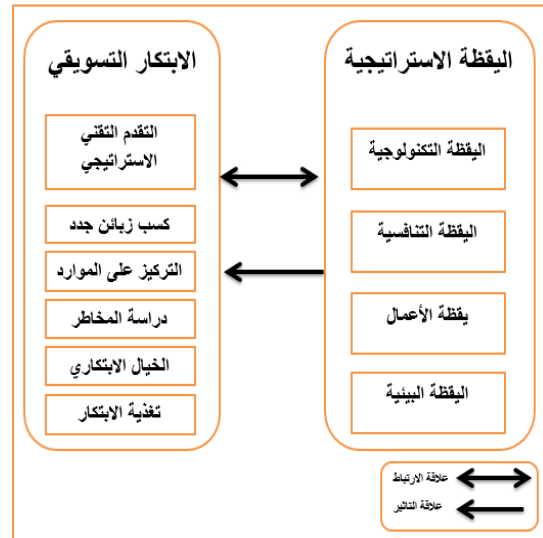 اليقظة الاستراتيجية
اليقظة التكنولوجية
اليقظة التنافسية
يقظة الأعمال
اليقظة البيئية
الابتكار التسويقي
التقدم التقني
الاستراتيجي
كسب زبائن جدد
التركيز على الموارد
دراسة المخاطر
الخيال الابتكاري
تغذية الابتكار
علاقة الارتباط
علاقة التاثير